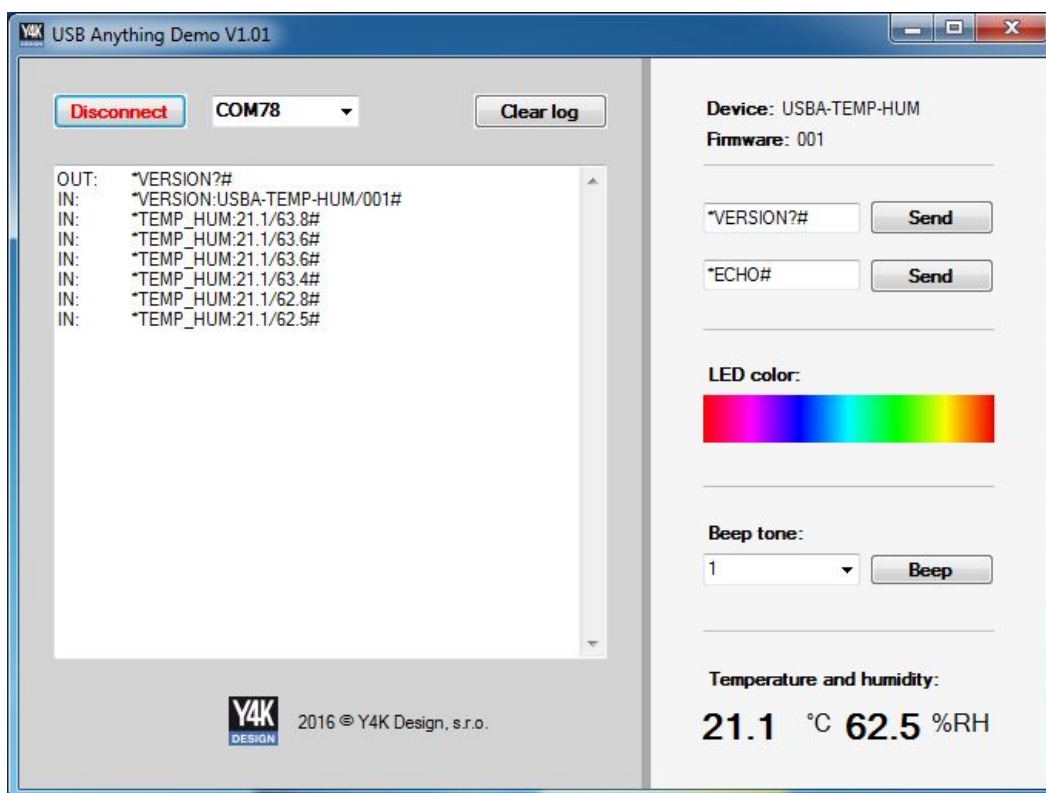 Y4K DESIGN USB Anything Demo V1.01
Disconnect COM78 Clear log
OUT: *VERSION?#
IN: *VERSION:USBA-TEMP-HUM/001#
IN: *TEMP_HUM:21.1/63.8#
IN: *TEMP_HUM:21.1/63.6#
IN: *TEMP_HUM:21.1/63.6#
IN: *TEMP_HUM:21.1/63.4#
IN: *TEMP_HUM:21.1/62.8#
IN: *TEMP_HUM:21.1/62.5#
Y4K
DESIGN
2016 © Y4K Design, s.r.o.
Device: USBA-TEMP-HUM
Firmware: 001
*VERSION?# Send
*ECHO# Send
LED color:
Beep tone:
1 Beep
Temperature and humidity:
21.1 °C 62.5 %RH